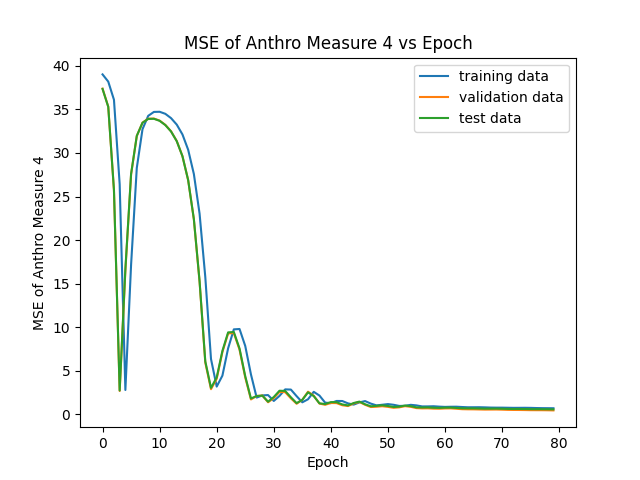 MSE of Anthro Measure 4 vs Epoch
training data
validation data
test data
MSE of Anthro Measure 4
40
35
30
25
20
15
10
5
0
0 10 20 30 40 50 60 70 80
Epoch